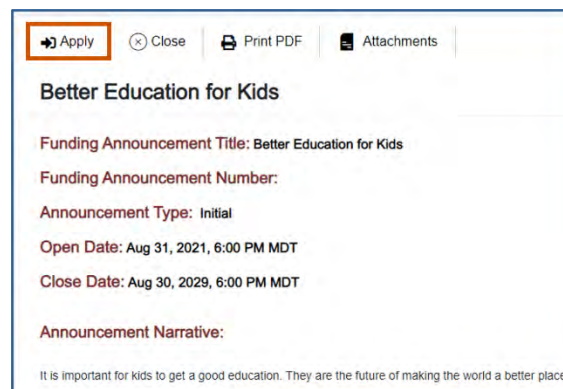 Apply Close Print PDF Attachments
Better Education for Kids
Funding Announcement Title: Better Education for Kids
Funding Announcement Number:
Announcement Type: Initial
Open Date: Aug 31, 2021, 6:00 PM MDT
Close Date: Aug 30, 2029, 6:00 PM MDT
Announcement Narrative:
It is important for kids to get a good education. They are the future of making the world a better place